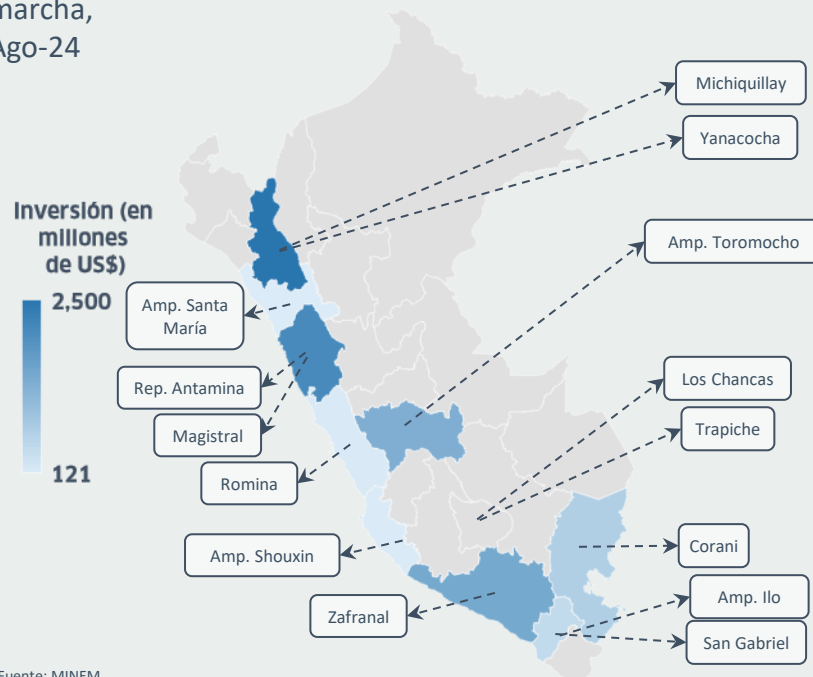 marcha,
Ago-24
Michiquillay
Yanacocha
Inversión (en
millones
de US$)
Amp. Toromocho
2,500
Amp. Santa
María
Los Chancas
Rep. Antamina
Trapiche
Magistral
121
Romina
Corani
Amp. Shouxin
Amp. Ilo
Zafranal
San Gabriel
Fuente: MINEM